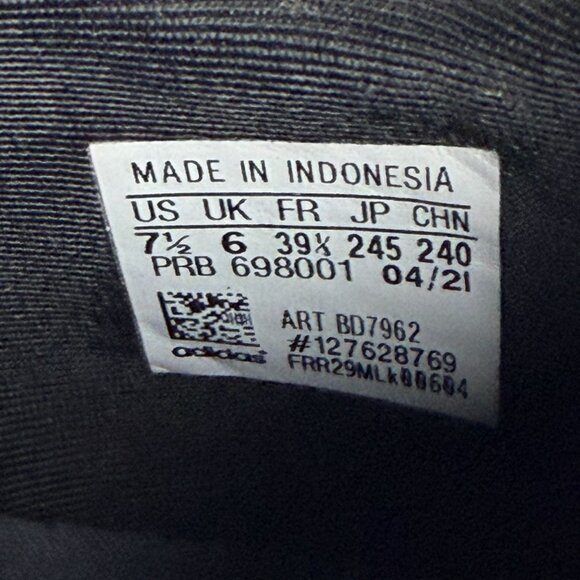 MADE IN INDONESIA
US UK FR JP CHN
7½ 6 39⅓ 245 240
PRB 698001 04/21
ART BD7962
#127628769
adidas FRR29MLk00604